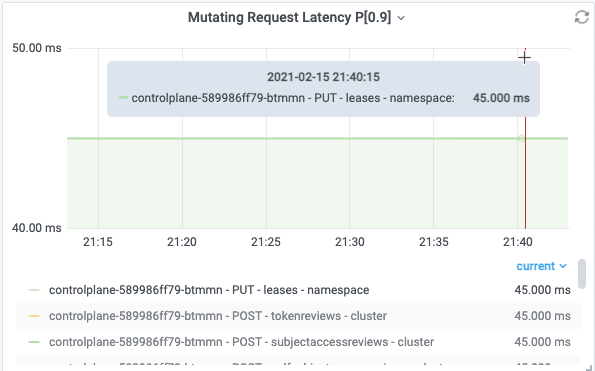 Mutating Request Latency P[0.9]
50.00 ms
2021-02-15 21:40:15
controlplane-589986ff79-btmmn - PUT - leases - namespace: 45.000 ms
40.00 ms
21:15 21:20 21:25 21:30 21:35 21:40
current
controlplane-589986ff79-btmmn - PUT - leases - namespace 45.000 ms
controlplane-589986ff79-btmmn - POST - tokenreviews - cluster 45.000 ms
controlplane-589986ff79-btmmn - POST - subjectaccessreviews - cluster 45.000 ms